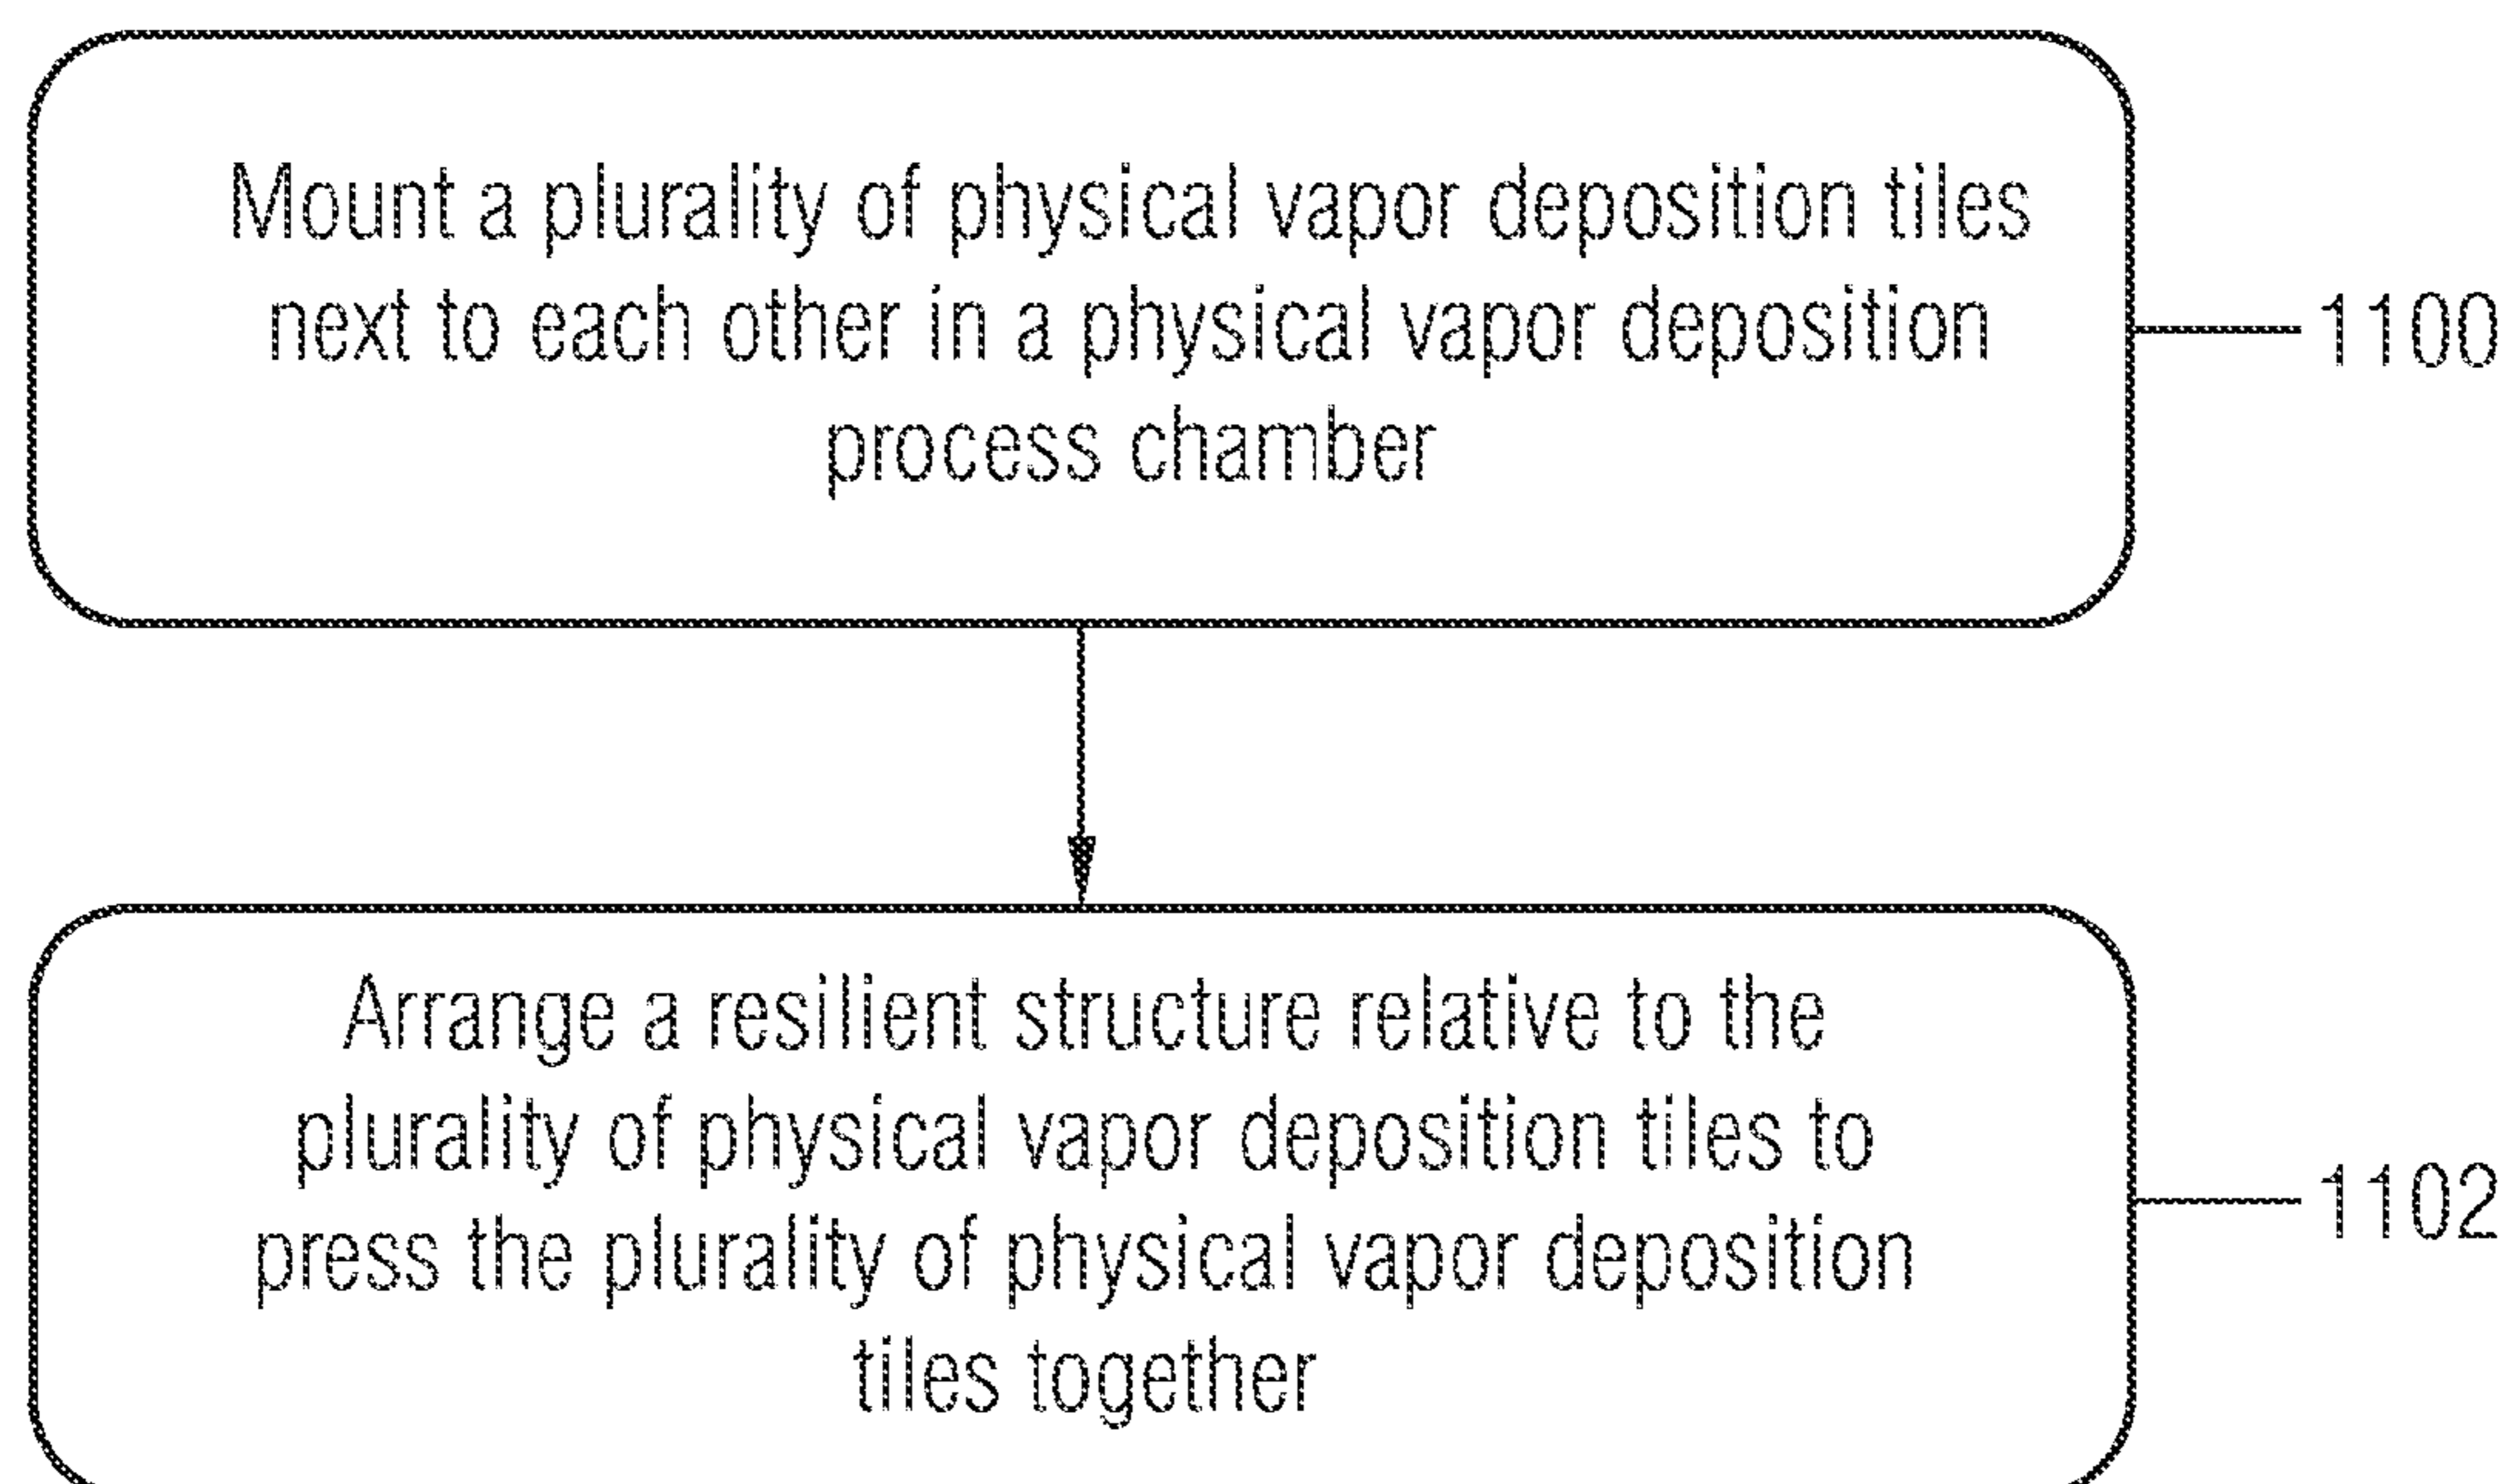 Mount a plurality of physical vapor deposition tiles
next to each other in a physical vapor deposition
process chamber
1100
Arrange a resilient structure relative to the
plurality of physical vapor deposition tiles to
press the plurality of physical vapor deposition
tiles together
1102